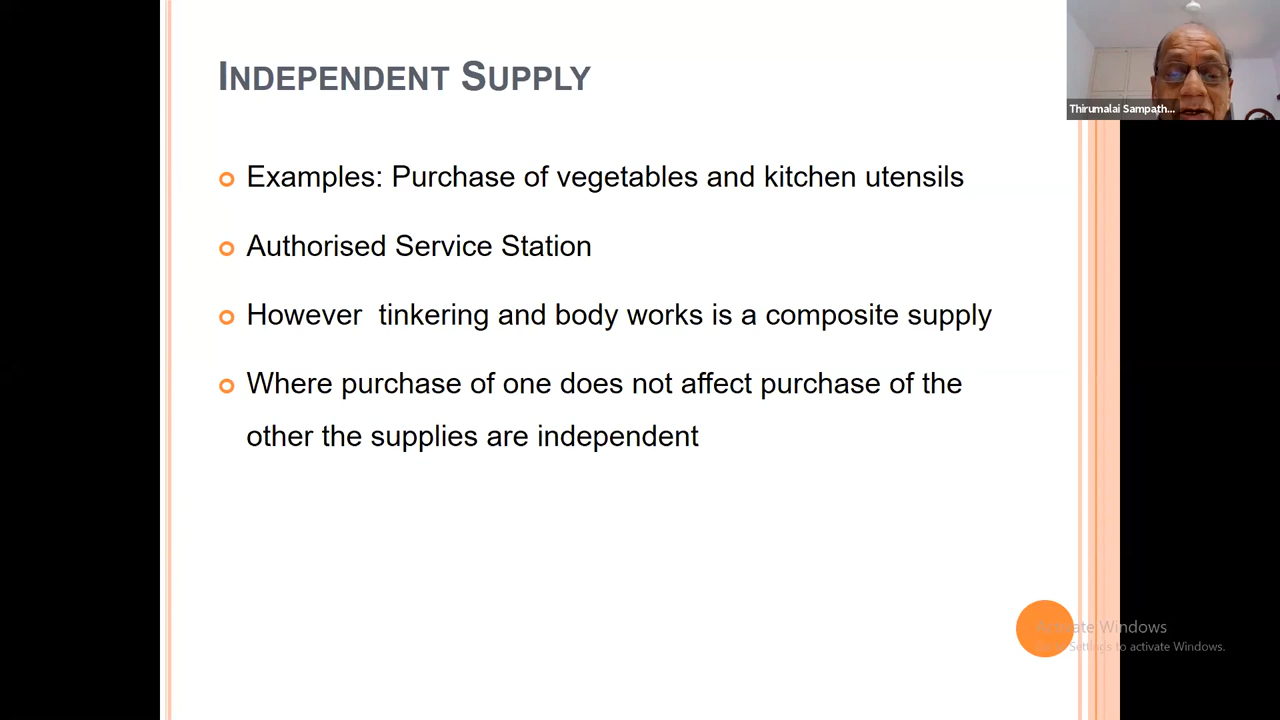 INDEPENDENT SUPPLY
Thirumalai Sampath...
Examples: Purchase of vegetables and kitchen utensils
Authorised Service Station
However tinkering and body works is a composite supply
Where purchase of one does not affect purchase of the
other the supplies are independent
Activate Windows
Settings to activate Windows.